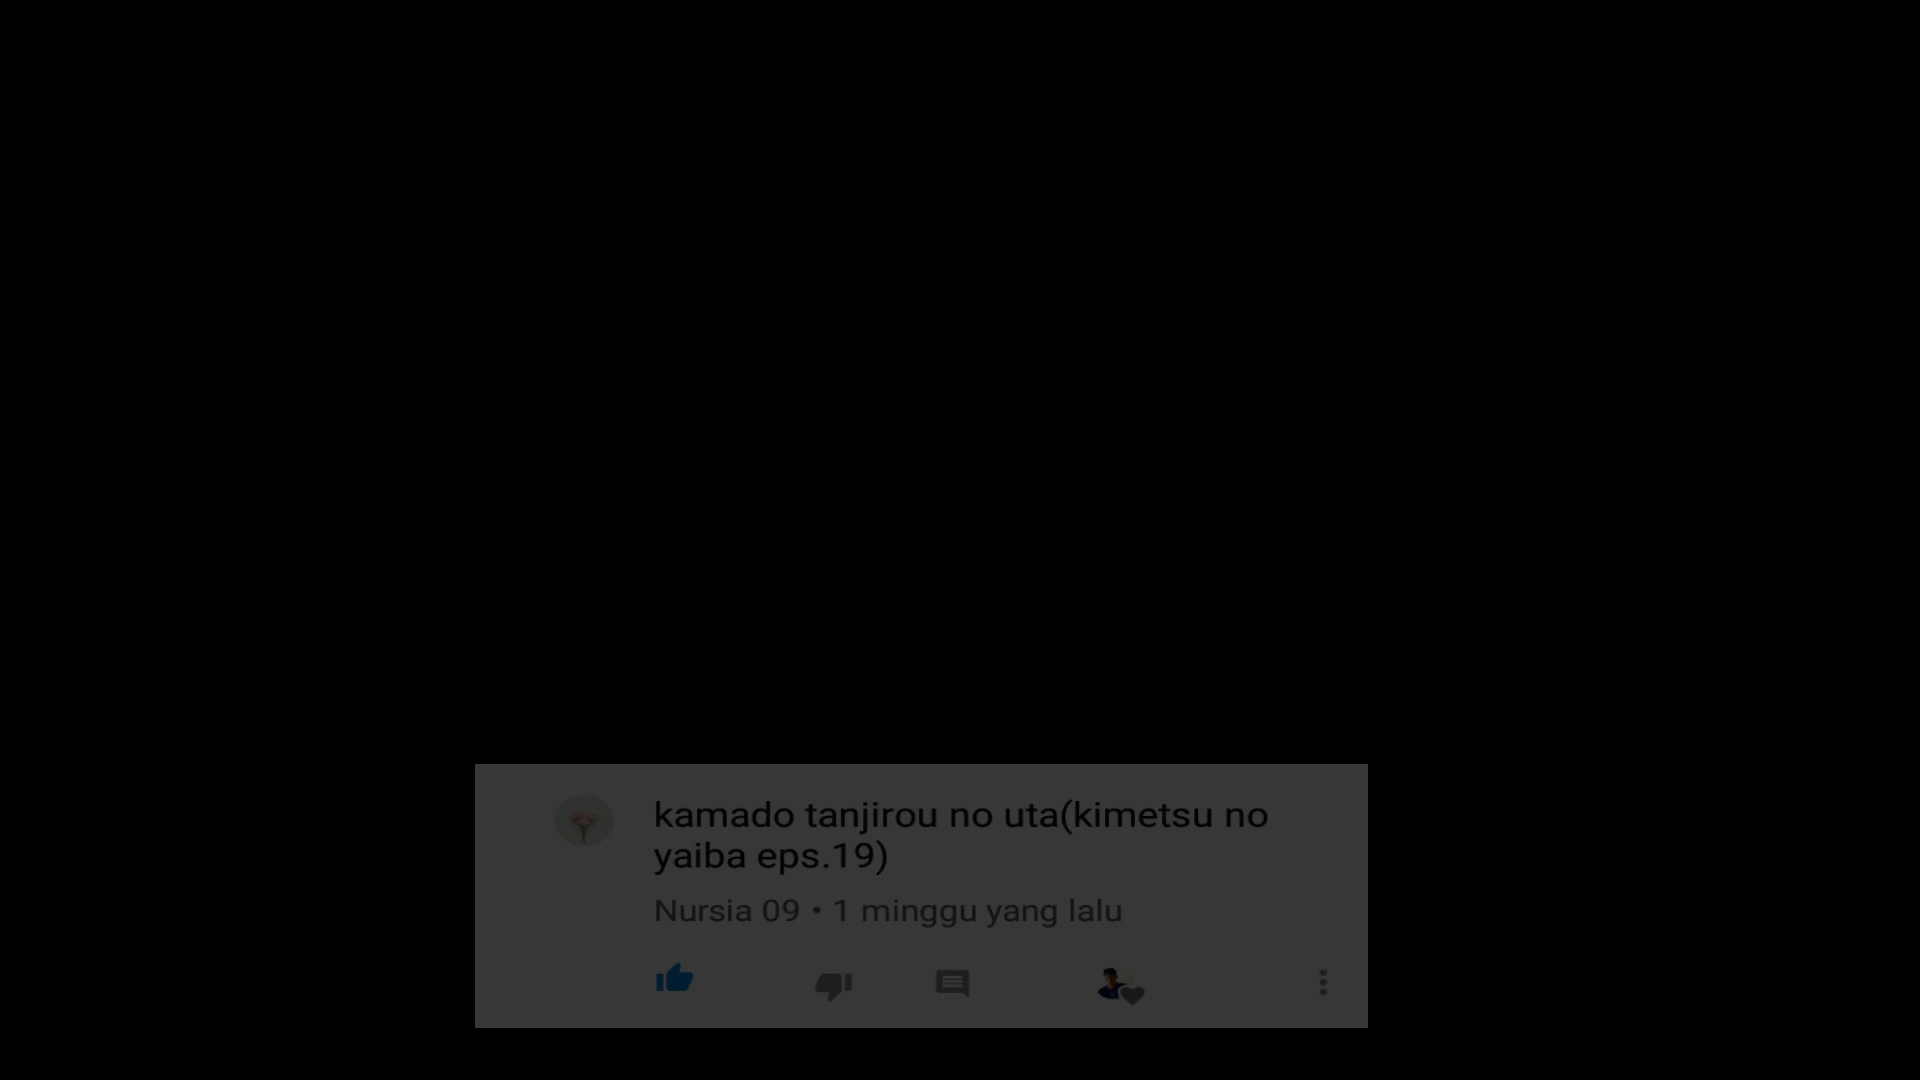 kamado tanjirou no uta(kimetsu no
yaiba eps.19)
Nursia 09 • 1 minggu yang lalu